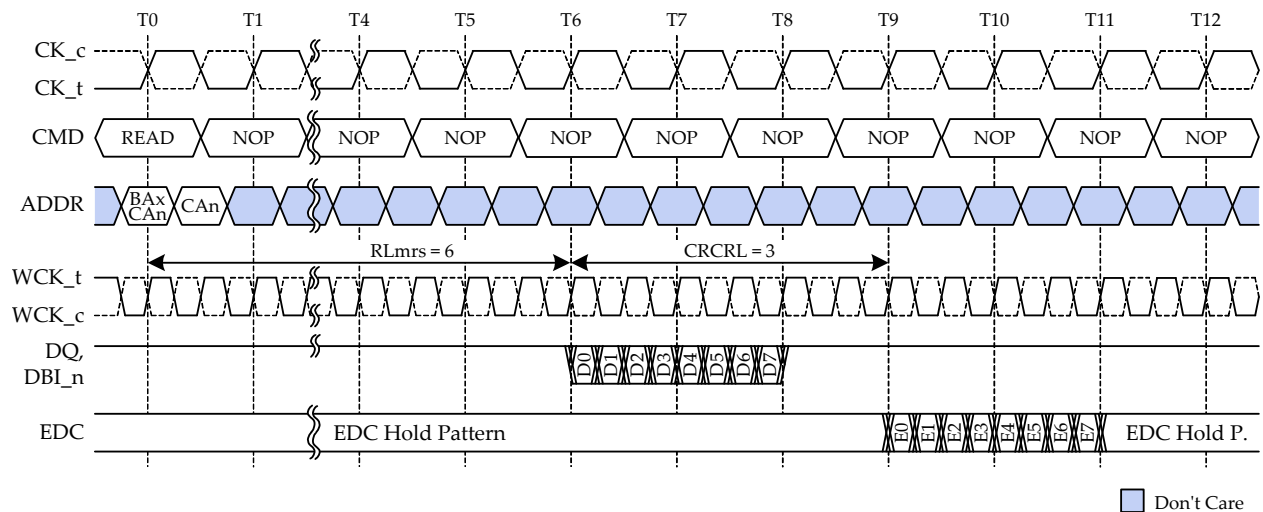 T0 T1 T4 T5 T6 T7 T8 T9 T10 T11 T12
CK_c
CK_t
CMD READ NOP NOP NOP NOP NOP NOP NOP NOP NOP NOP
ADDR BAx CAn CAn
RLmrs = 6 CRCRL = 3
WCK_t
WCK_c
DQ,
DBI_n D0 D1 D2 D3 D4 D5 D6 D7
EDC EDC Hold Pattern E0 E1 E2 E3 E4 E5 E6 E7 EDC Hold P.
Don't Care